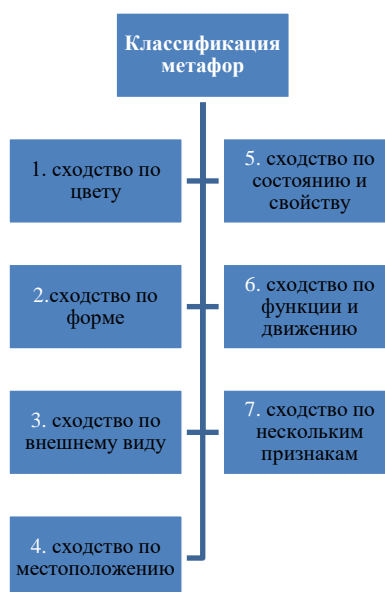 Классификация
метафор
1. сходство по
цвету
2.сходство по
форме
3. сходство по
внешнему виду
4. сходство по
местоположению
5. сходство по
состоянию и
свойству
6. сходство по
функции и
движению
7. сходство по
нескольким
признакам